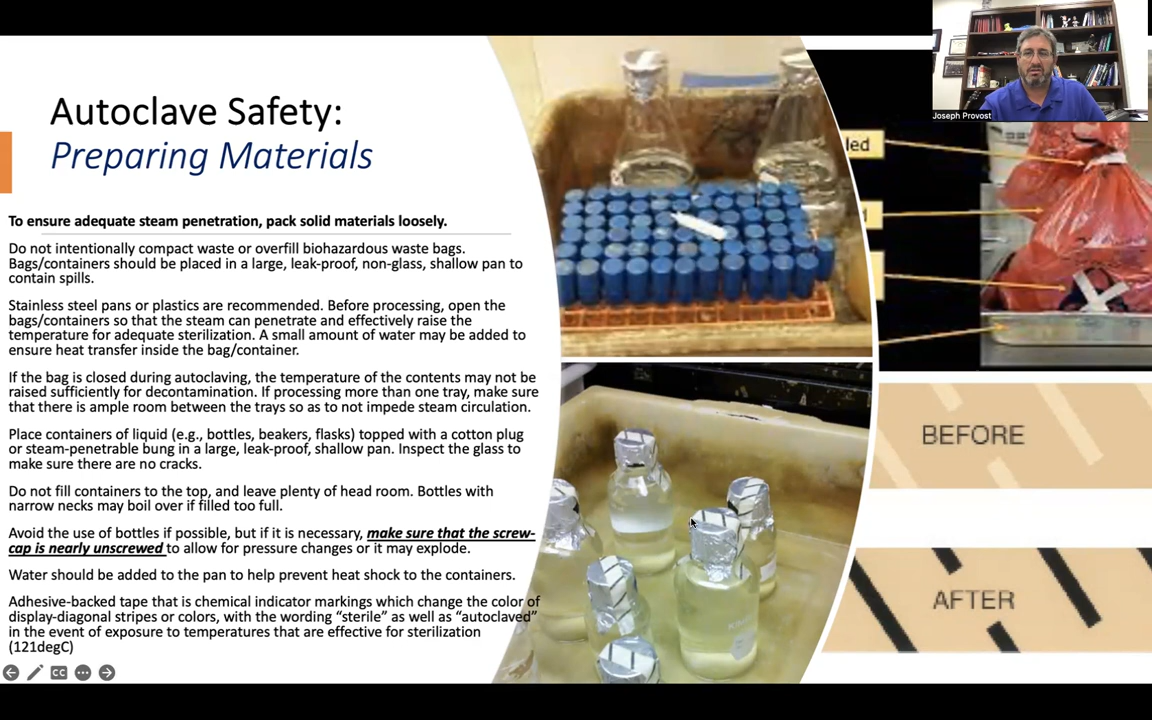 Joseph Provost
Autoclave Safety:
Preparing Materials
To ensure adequate steam penetration, pack solid materials loosely.
Do not intentionally compact waste or overfill biohazardous waste bags.
Bags/containers should be placed in a large, leak-proof, non-glass, shallow pan to
contain spills.
Stainless steel pans or plastics are recommended. Before processing, open the
bags/containers so that the steam can penetrate and effectively raise the
temperature for adequate sterilization. A small amount of water may be added to
ensure heat transfer inside the bag/container.
If the bag is closed during autoclaving, the temperature of the contents may not be
raised sufficiently for decontamination. If processing more than one tray, make sure
that there is ample room between the trays so as to not impede steam circulation.
Place containers of liquid (e.g., bottles, beakers, flasks) topped with a cotton plug
or steam-penetrable bung in a large, leak-proof, shallow pan. Inspect the glass to
make sure there are no cracks.
Do not fill containers to the top, and leave plenty of head room. Bottles with
narrow necks may boil over if filled too full.
Avoid the use of bottles if possible, but if it is necessary, make sure that the screw-
cap is nearly unscrewed to allow for pressure changes or it may explode.
Water should be added to the pan to help prevent heat shock to the containers.
Adhesive-backed tape that is chemical indicator markings which change the color of
display-diagonal stripes or colors, with the wording “sterile” as well as “autoclaved”
in the event of exposure to temperatures that are effective for sterilization
(121degC)
led
BEFORE
AFTER
CC